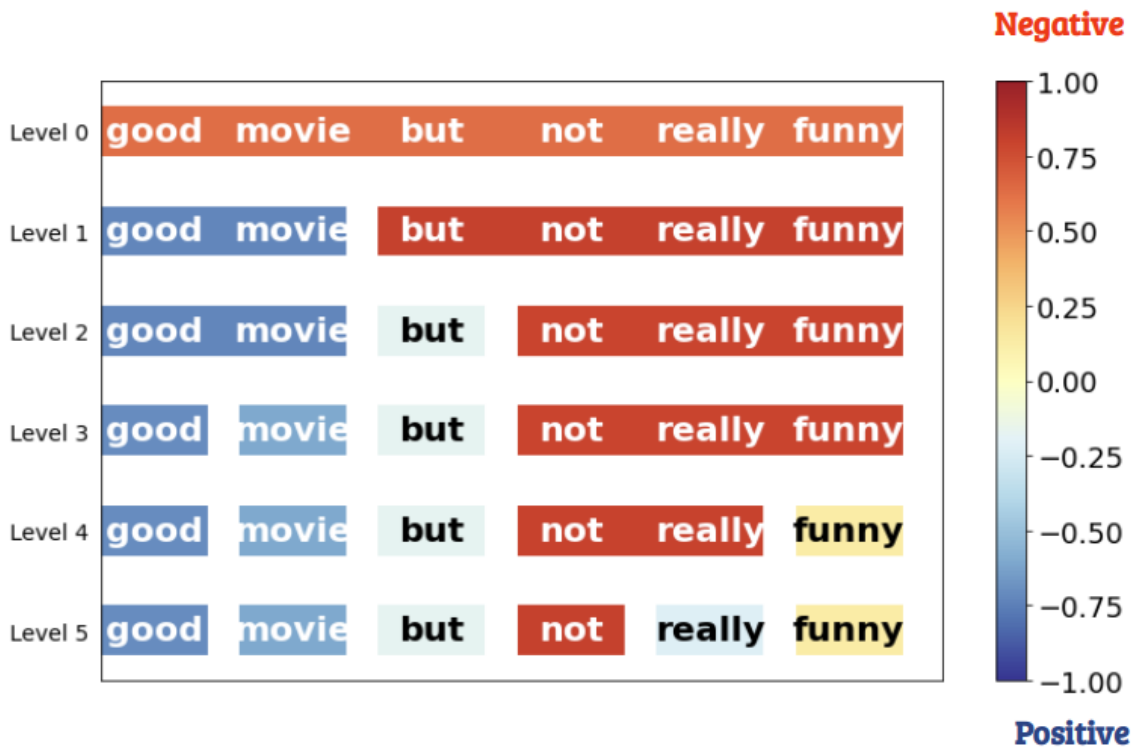 Negative
Level 0 good movie but not really funny
Level 1 good movie but not really funny
Level 2 good movie but not really funny
Level 3 good movie but not really funny
Level 4 good movie but not really funny
Level 5 good movie but not really funny
1.00
0.75
0.50
0.25
0.00
−0.25
−0.50
−0.75
−1.00
Positive